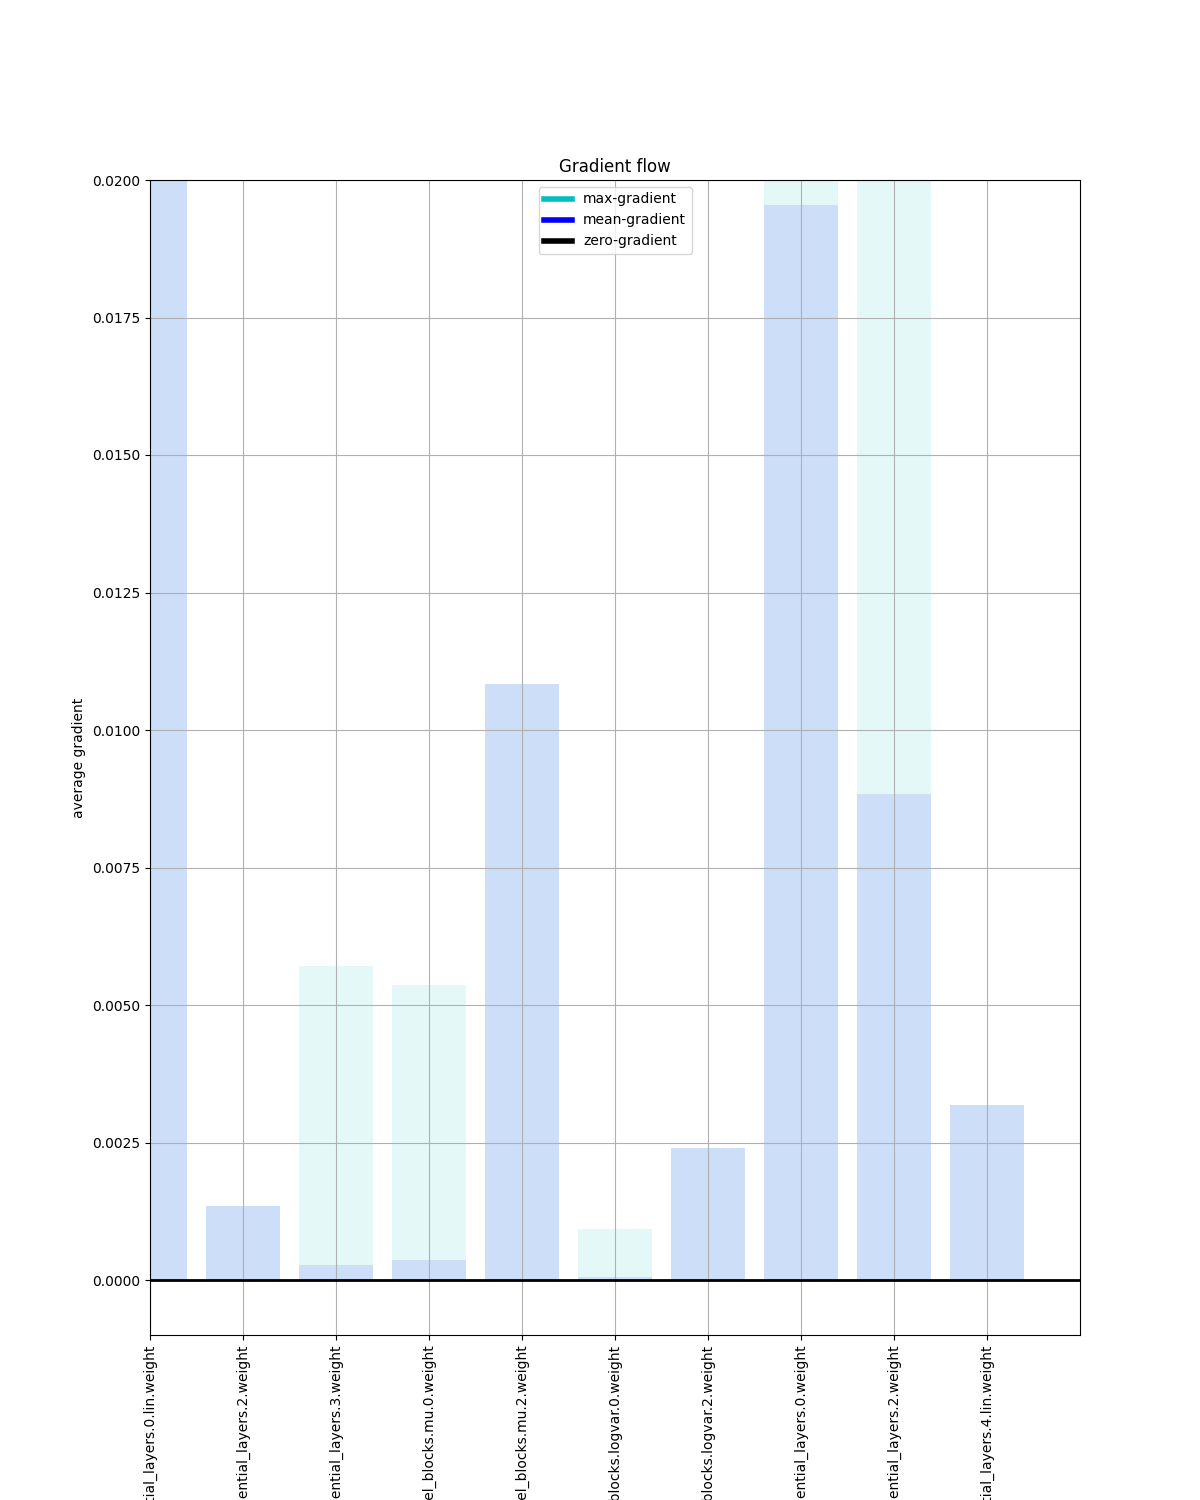 Gradient flow
max-gradient
mean-gradient
zero-gradient
0.0200
0.0175
0.0150
0.0125
0.0100
0.0075
0.0050
0.0025
0.0000
average gradient
tial_layers.0.lin.weight
ential_layers.2.weight
ential_layers.3.weight
el_blocks.mu.0.weight
el_blocks.mu.2.weight
blocks.logvar.0.weight
blocks.logvar.2.weight
ential_layers.0.weight
ential_layers.2.weight
tial_layers.4.lin.weight